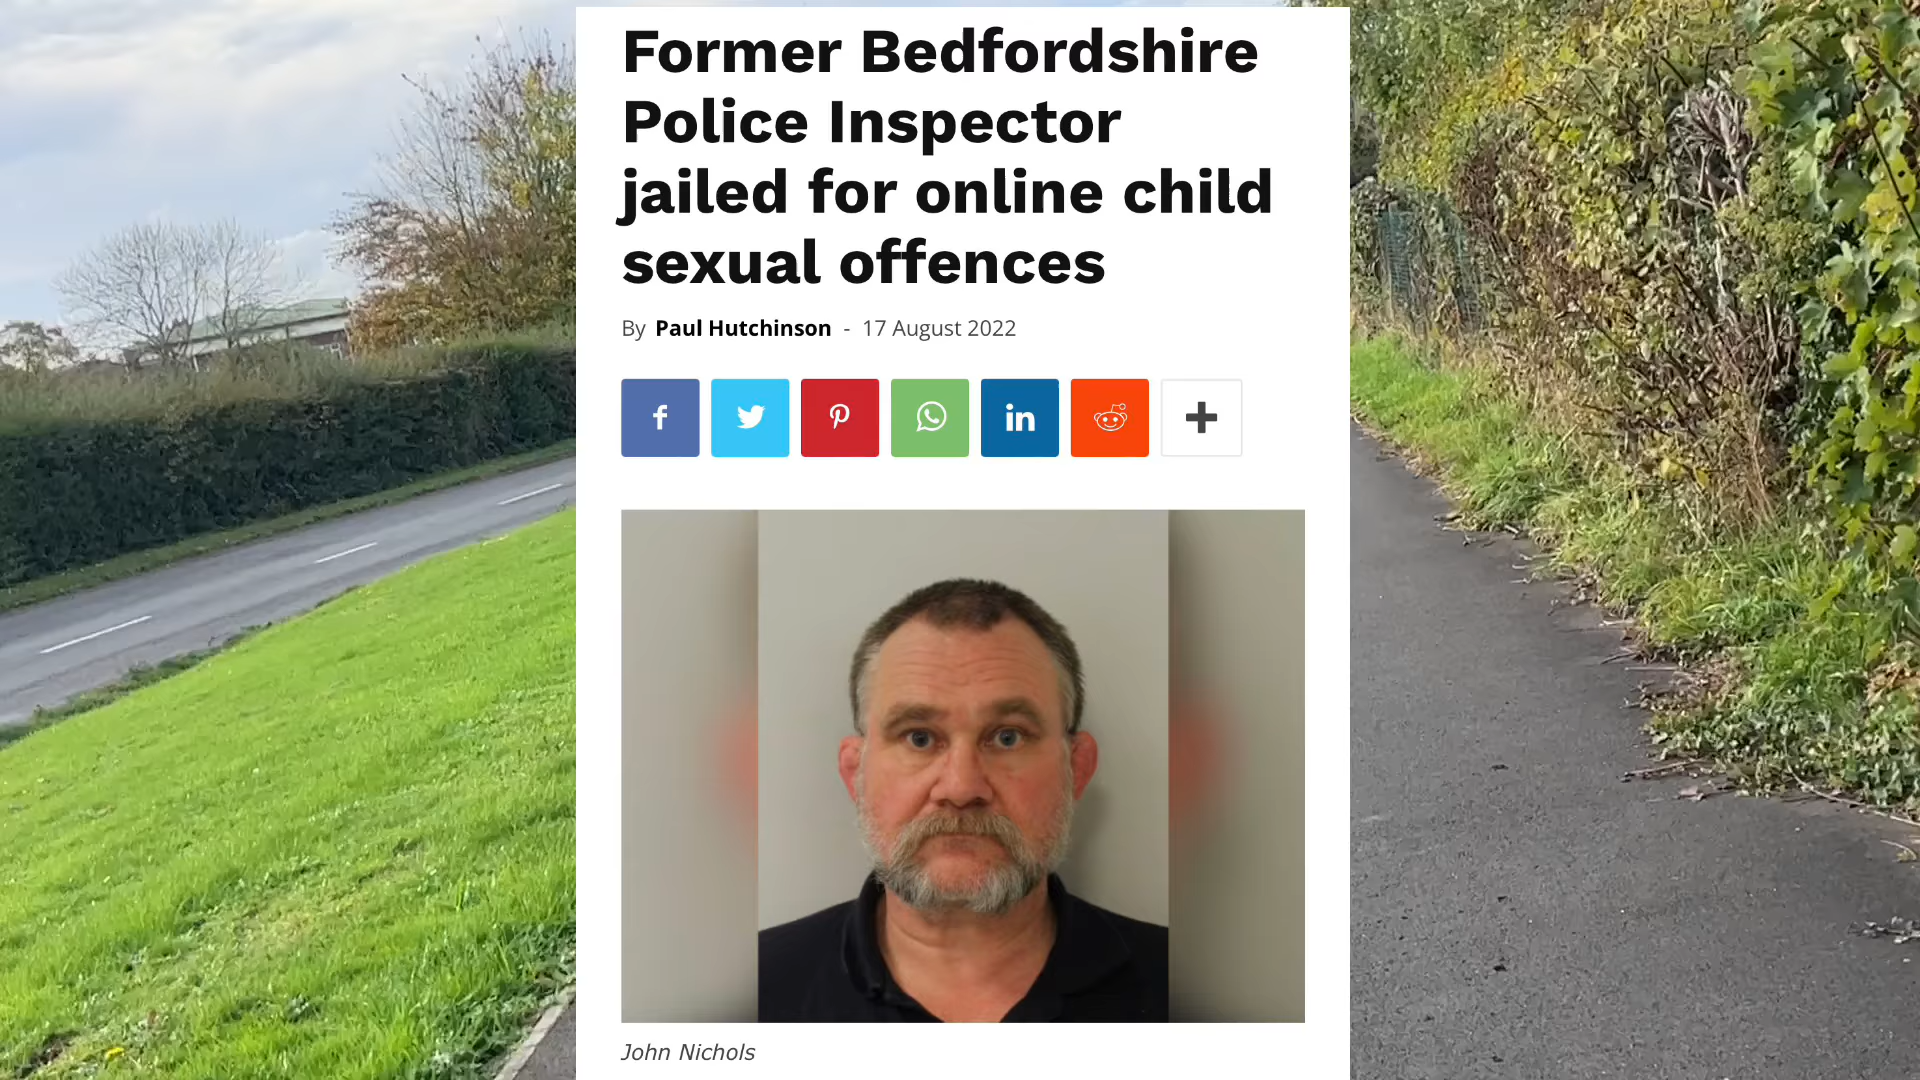 Former Bedfordshire
Police Inspector
jailed for online child
sexual offences
By Paul Hutchinson - 17 August 2022
John Nichols